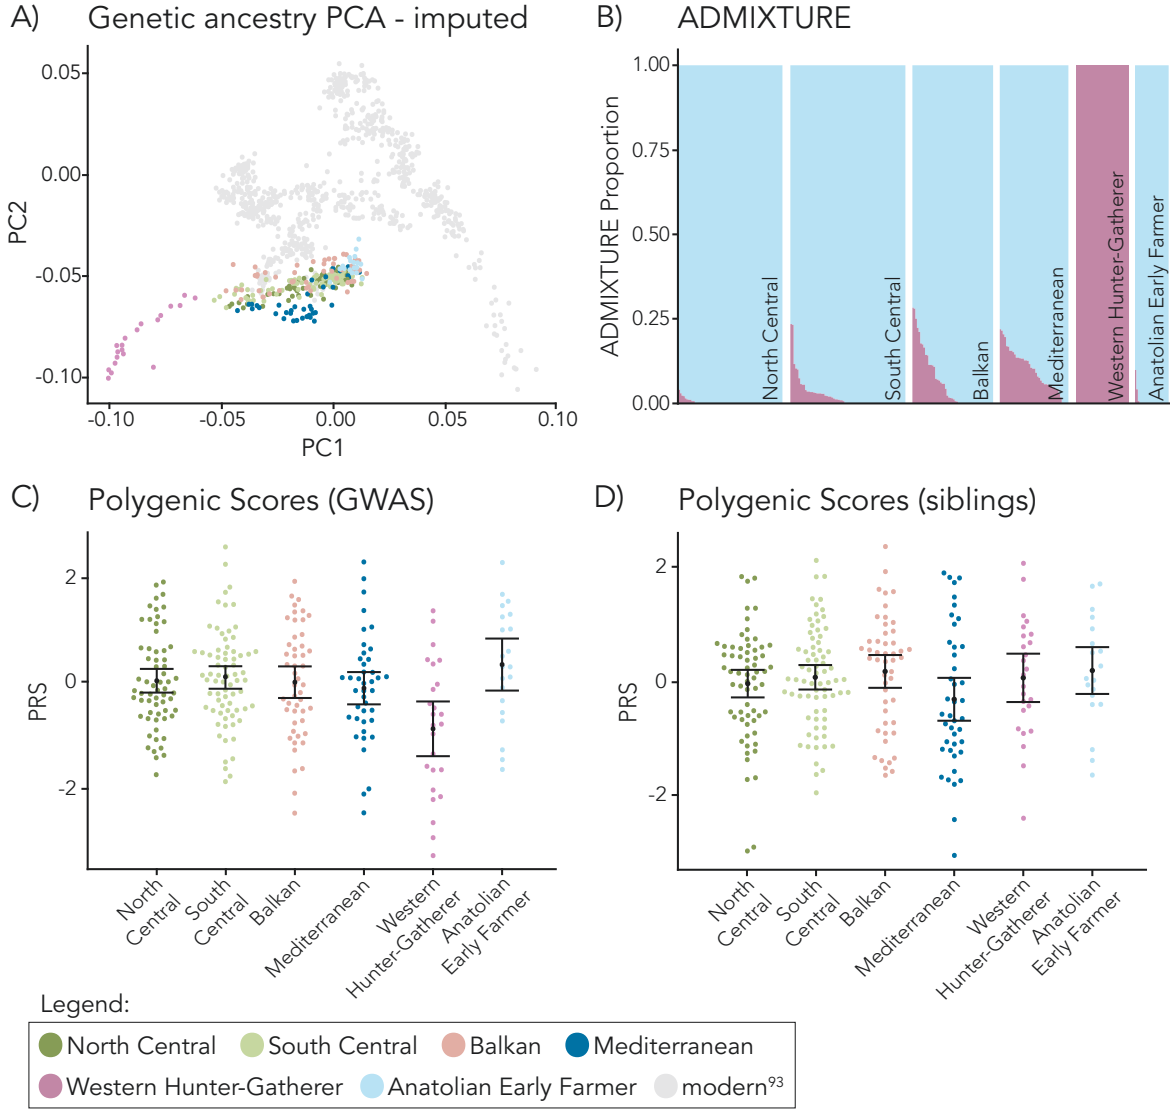 A) Genetic ancestry PCA - imputed
PC2
0.05
0.00
-0.05
-0.10
-0.10 -0.05 0.00 0.05 0.10
PC1
B) ADMIXTURE
ADMIXTURE Proportion
1.00
0.75
0.50
0.25
0.00
North Central
South Central
Balkan
Mediterranean
Western Hunter-Gatherer
Anatolian Early Farmer
C) Polygenic Scores (GWAS)
PRS
2
0
-2
North
Central
South
Central
Balkan
Mediterranean
Western
Hunter-Gatherer
Anatolian
Early Farmer
D) Polygenic Scores (siblings)
PRS
2
0
-2
North
Central
South
Central
Balkan
Mediterranean
Western
Hunter-Gatherer
Anatolian
Early Farmer
Legend:
North Central South Central Balkan Mediterranean
Western Hunter-Gatherer Anatolian Early Farmer modern⁹³